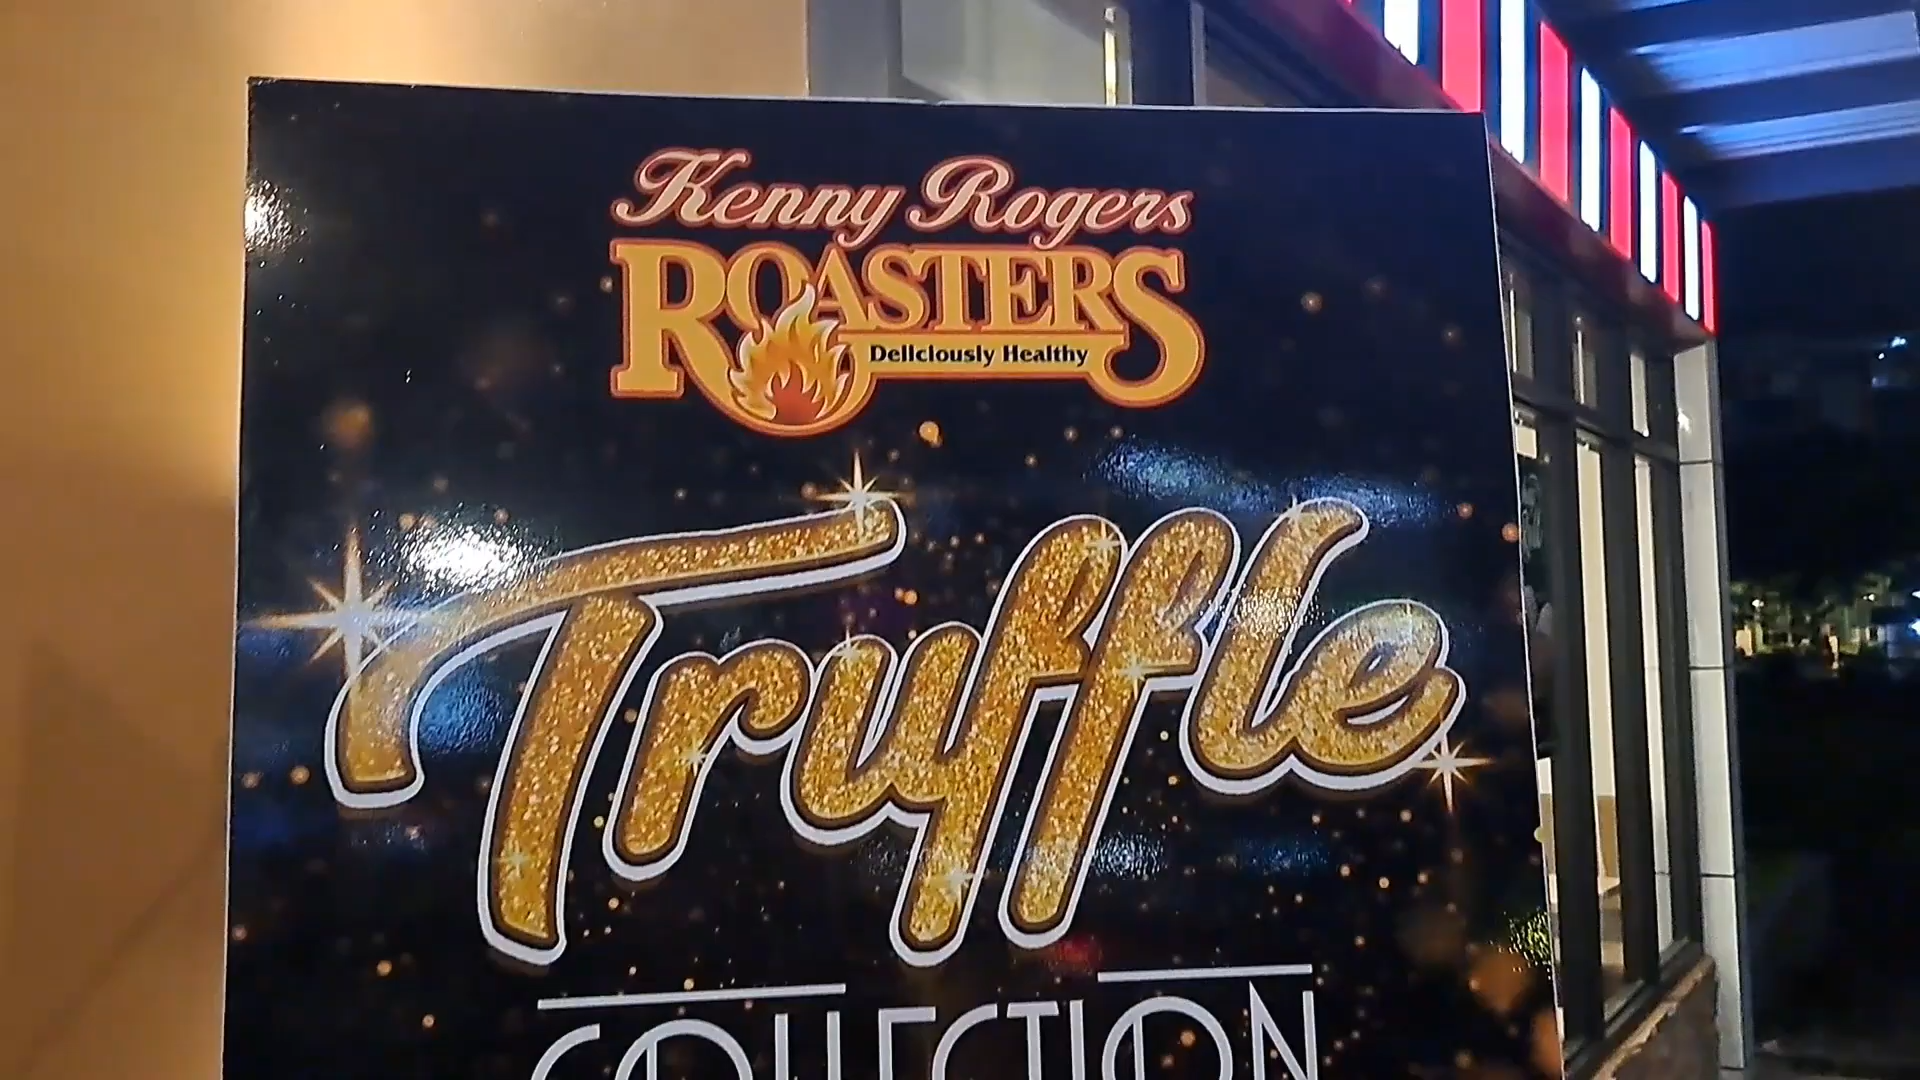 Kenny Rogers
ROASTERS
Deliciously Healthy
Truffle
COLLECTION